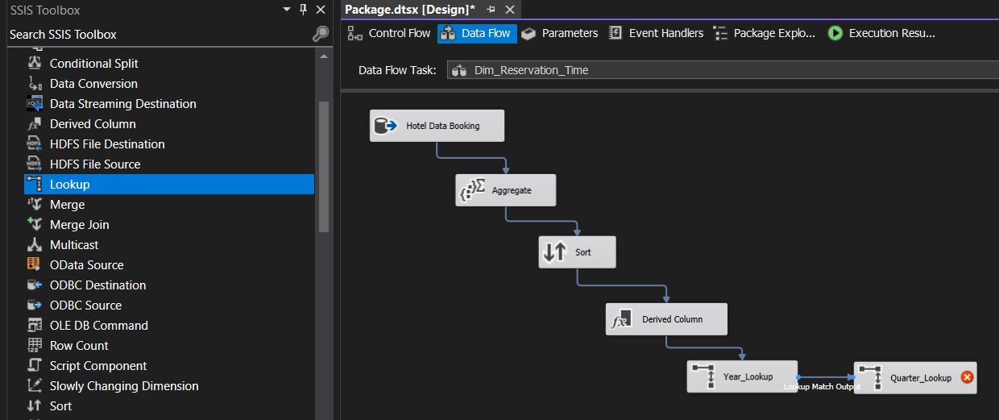 SSIS Toolbox
Search SSIS Toolbox
Conditional Split
Data Conversion
Data Streaming Destination
Derived Column
HDFS File Destination
HDFS File Source
Lookup
Merge
Merge Join
Multicast
OData Source
ODBC Destination
ODBC Source
OLE DB Command
Row Count
Script Component
Slowly Changing Dimension
Sort
Package.dtsx [Design]*
Control Flow Data Flow Parameters Event Handlers Package Explo... Execution Resu...
Data Flow Task: Dim_Reservation_Time
Hotel Data Booking
Aggregate
Sort
Derived Column
Year_Lookup
Lookup Match Output
Quarter_Lookup